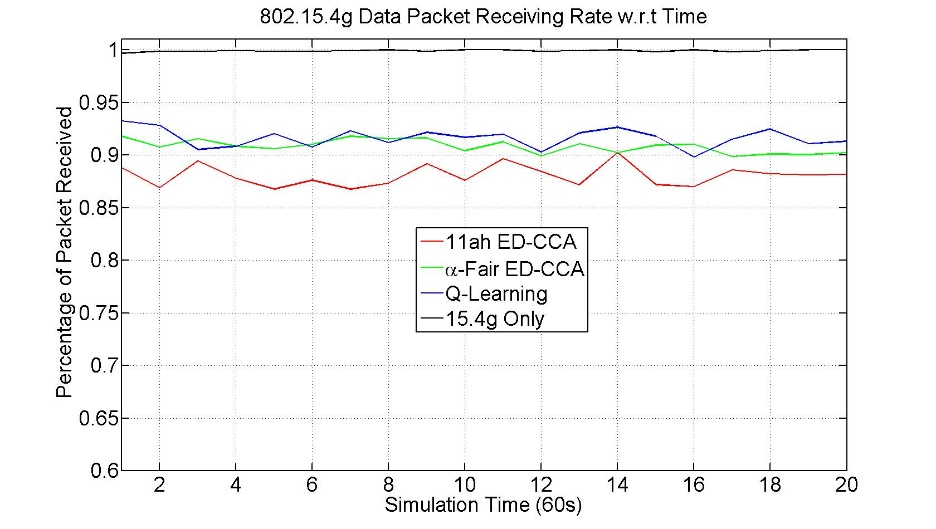 802.15.4g Data Packet Receiving Rate w.r.t Time
Percentage of Packet Received
1
0.95
0.9
0.85
0.8
0.75
0.7
0.65
0.6
11ah ED-CCA
α-Fair ED-CCA
Q-Learning
15.4g Only
2 4 6 8 10 12 14 16 18 20
Simulation Time (60s)